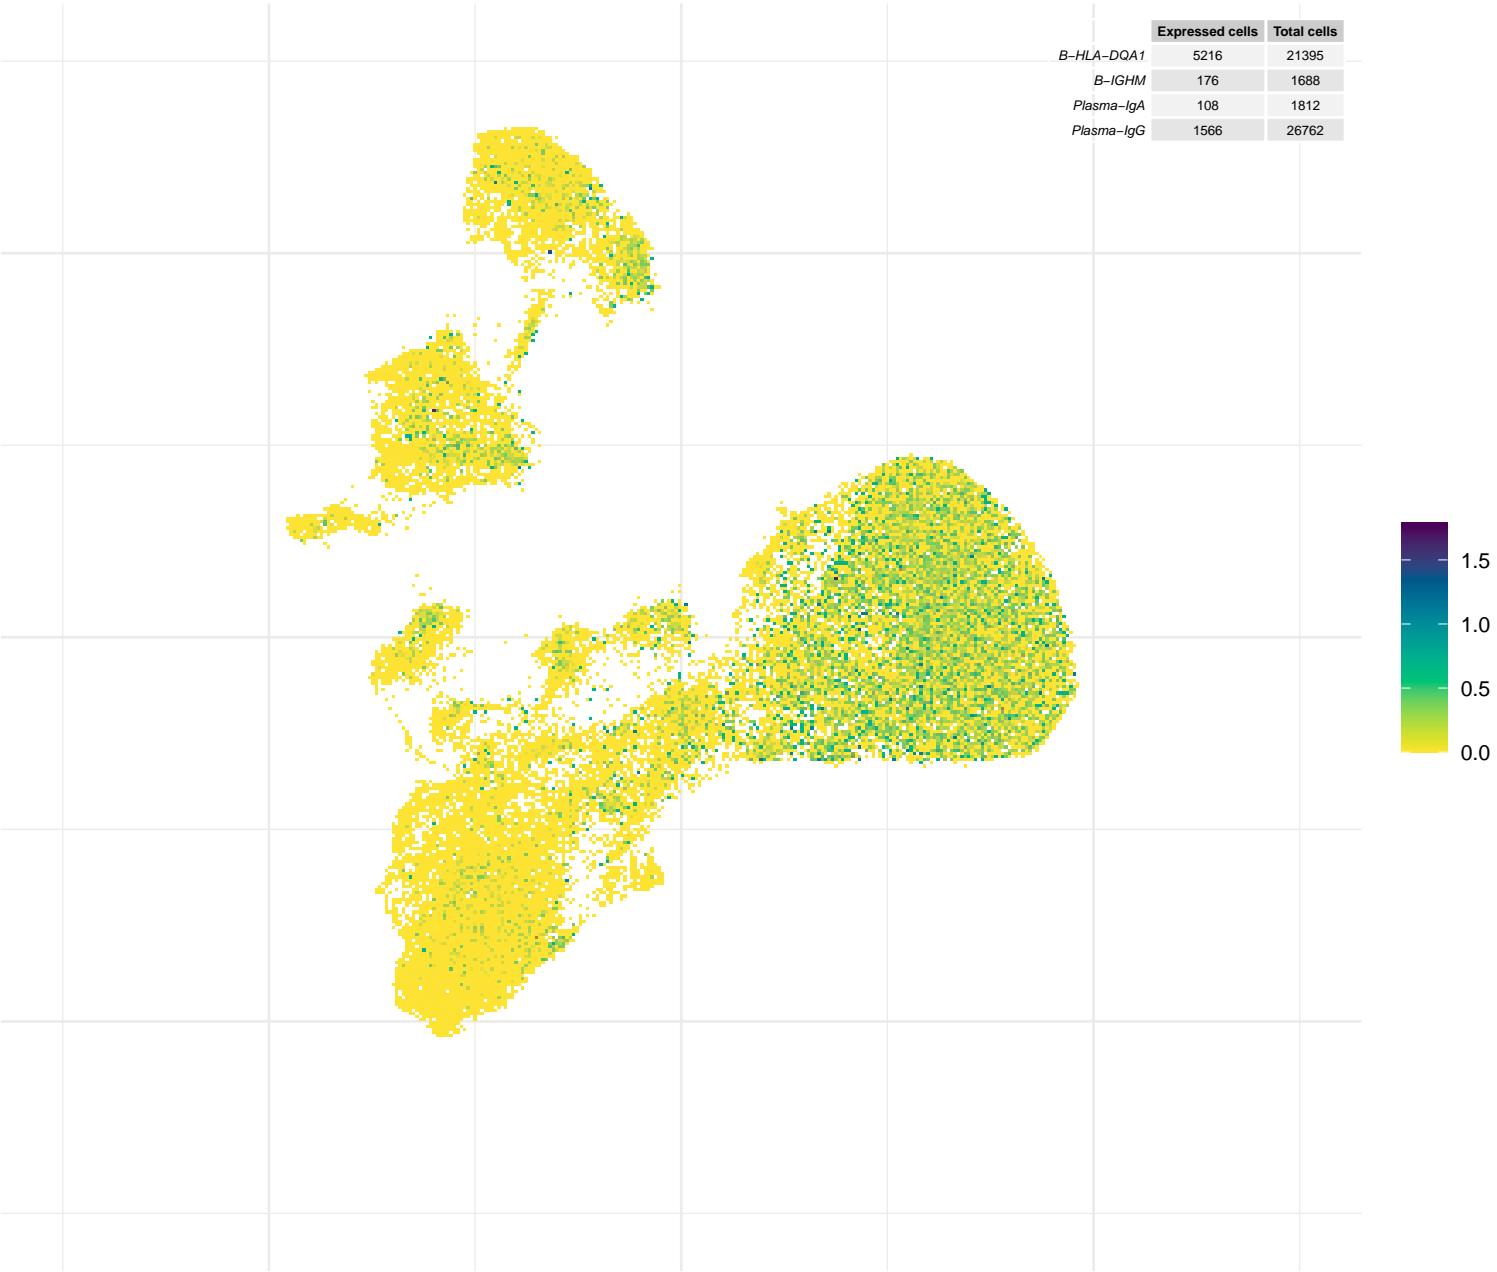 Expressed cells Total cells
B-HLA-DQA1 5216 21395
B-IGHM 176 1688
Plasma-IgA 108 1812
Plasma-IgG 1566 26762
1.5
1.0
0.5
0.0